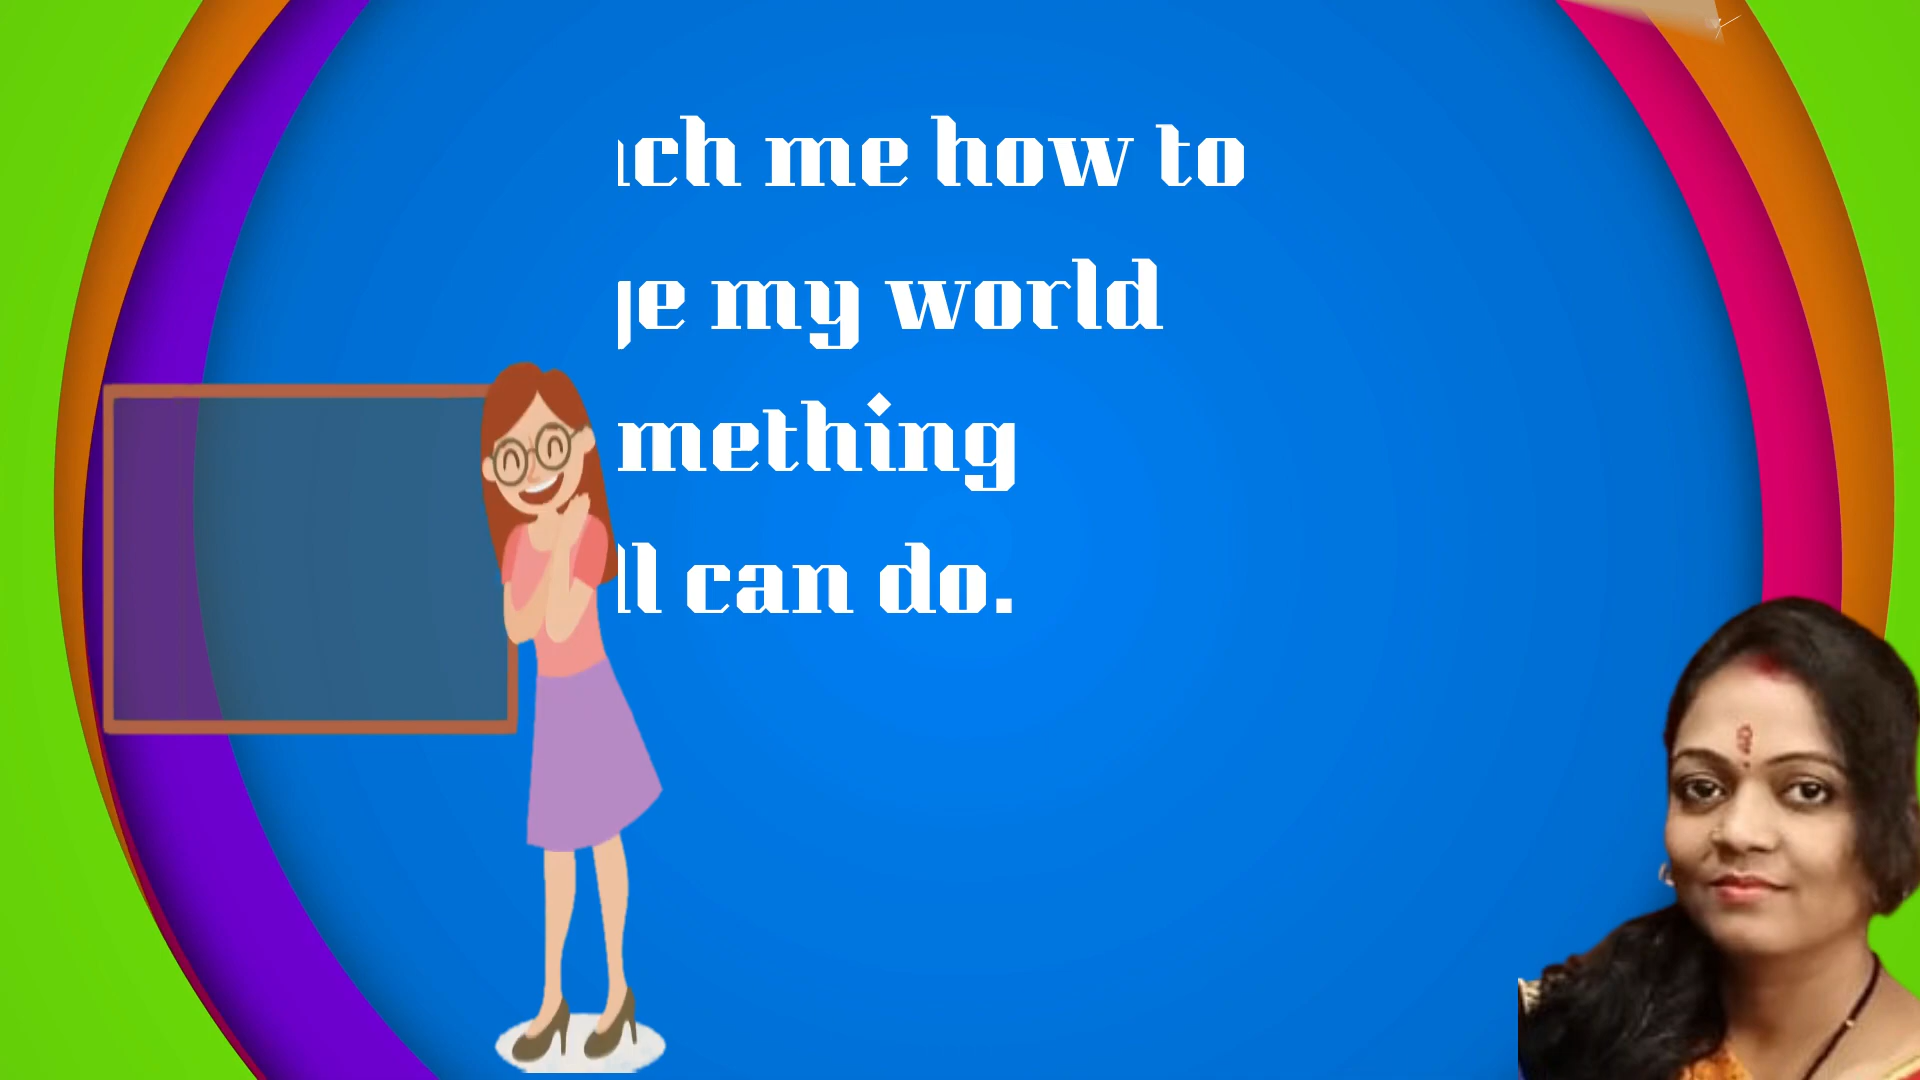 ch me how to
e my world
mething
ll can do.